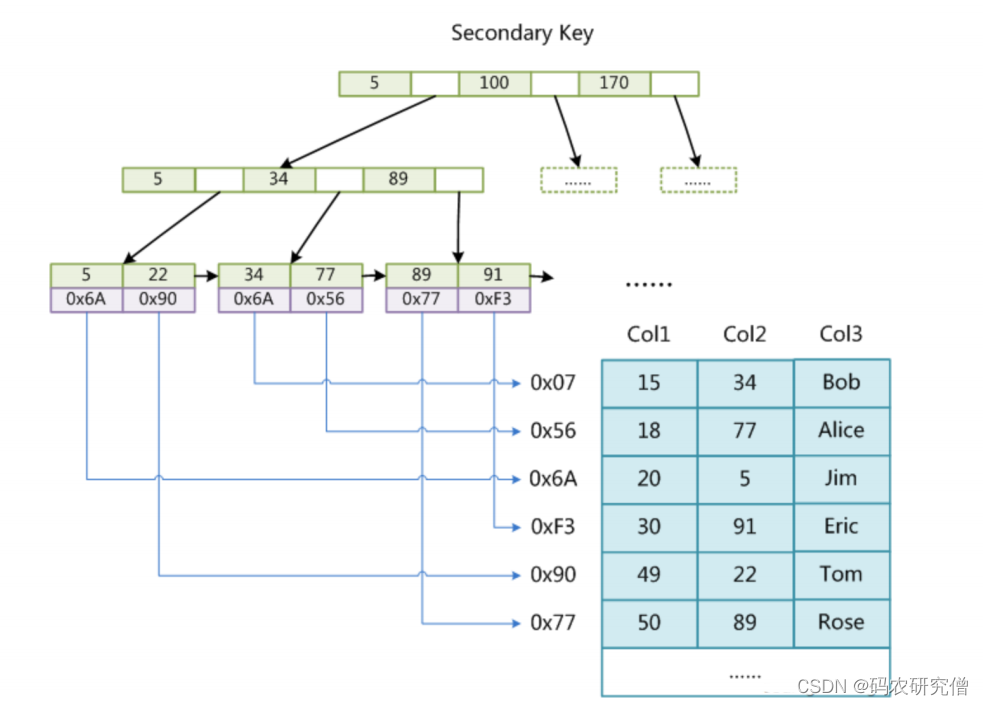 Secondary Key
5 100 170
5 34 89 ...... ......
5 22 34 77 89 91
0x6A 0x90 0x6A 0x56 0x77 0xF3
......
Col1 Col2 Col3
0x07 15 34 Bob
0x56 18 77 Alice
0x6A 20 5 Jim
0xF3 30 91 Eric
0x90 49 22 Tom
0x77 50 89 Rose
......
CSDN @码农研究僧